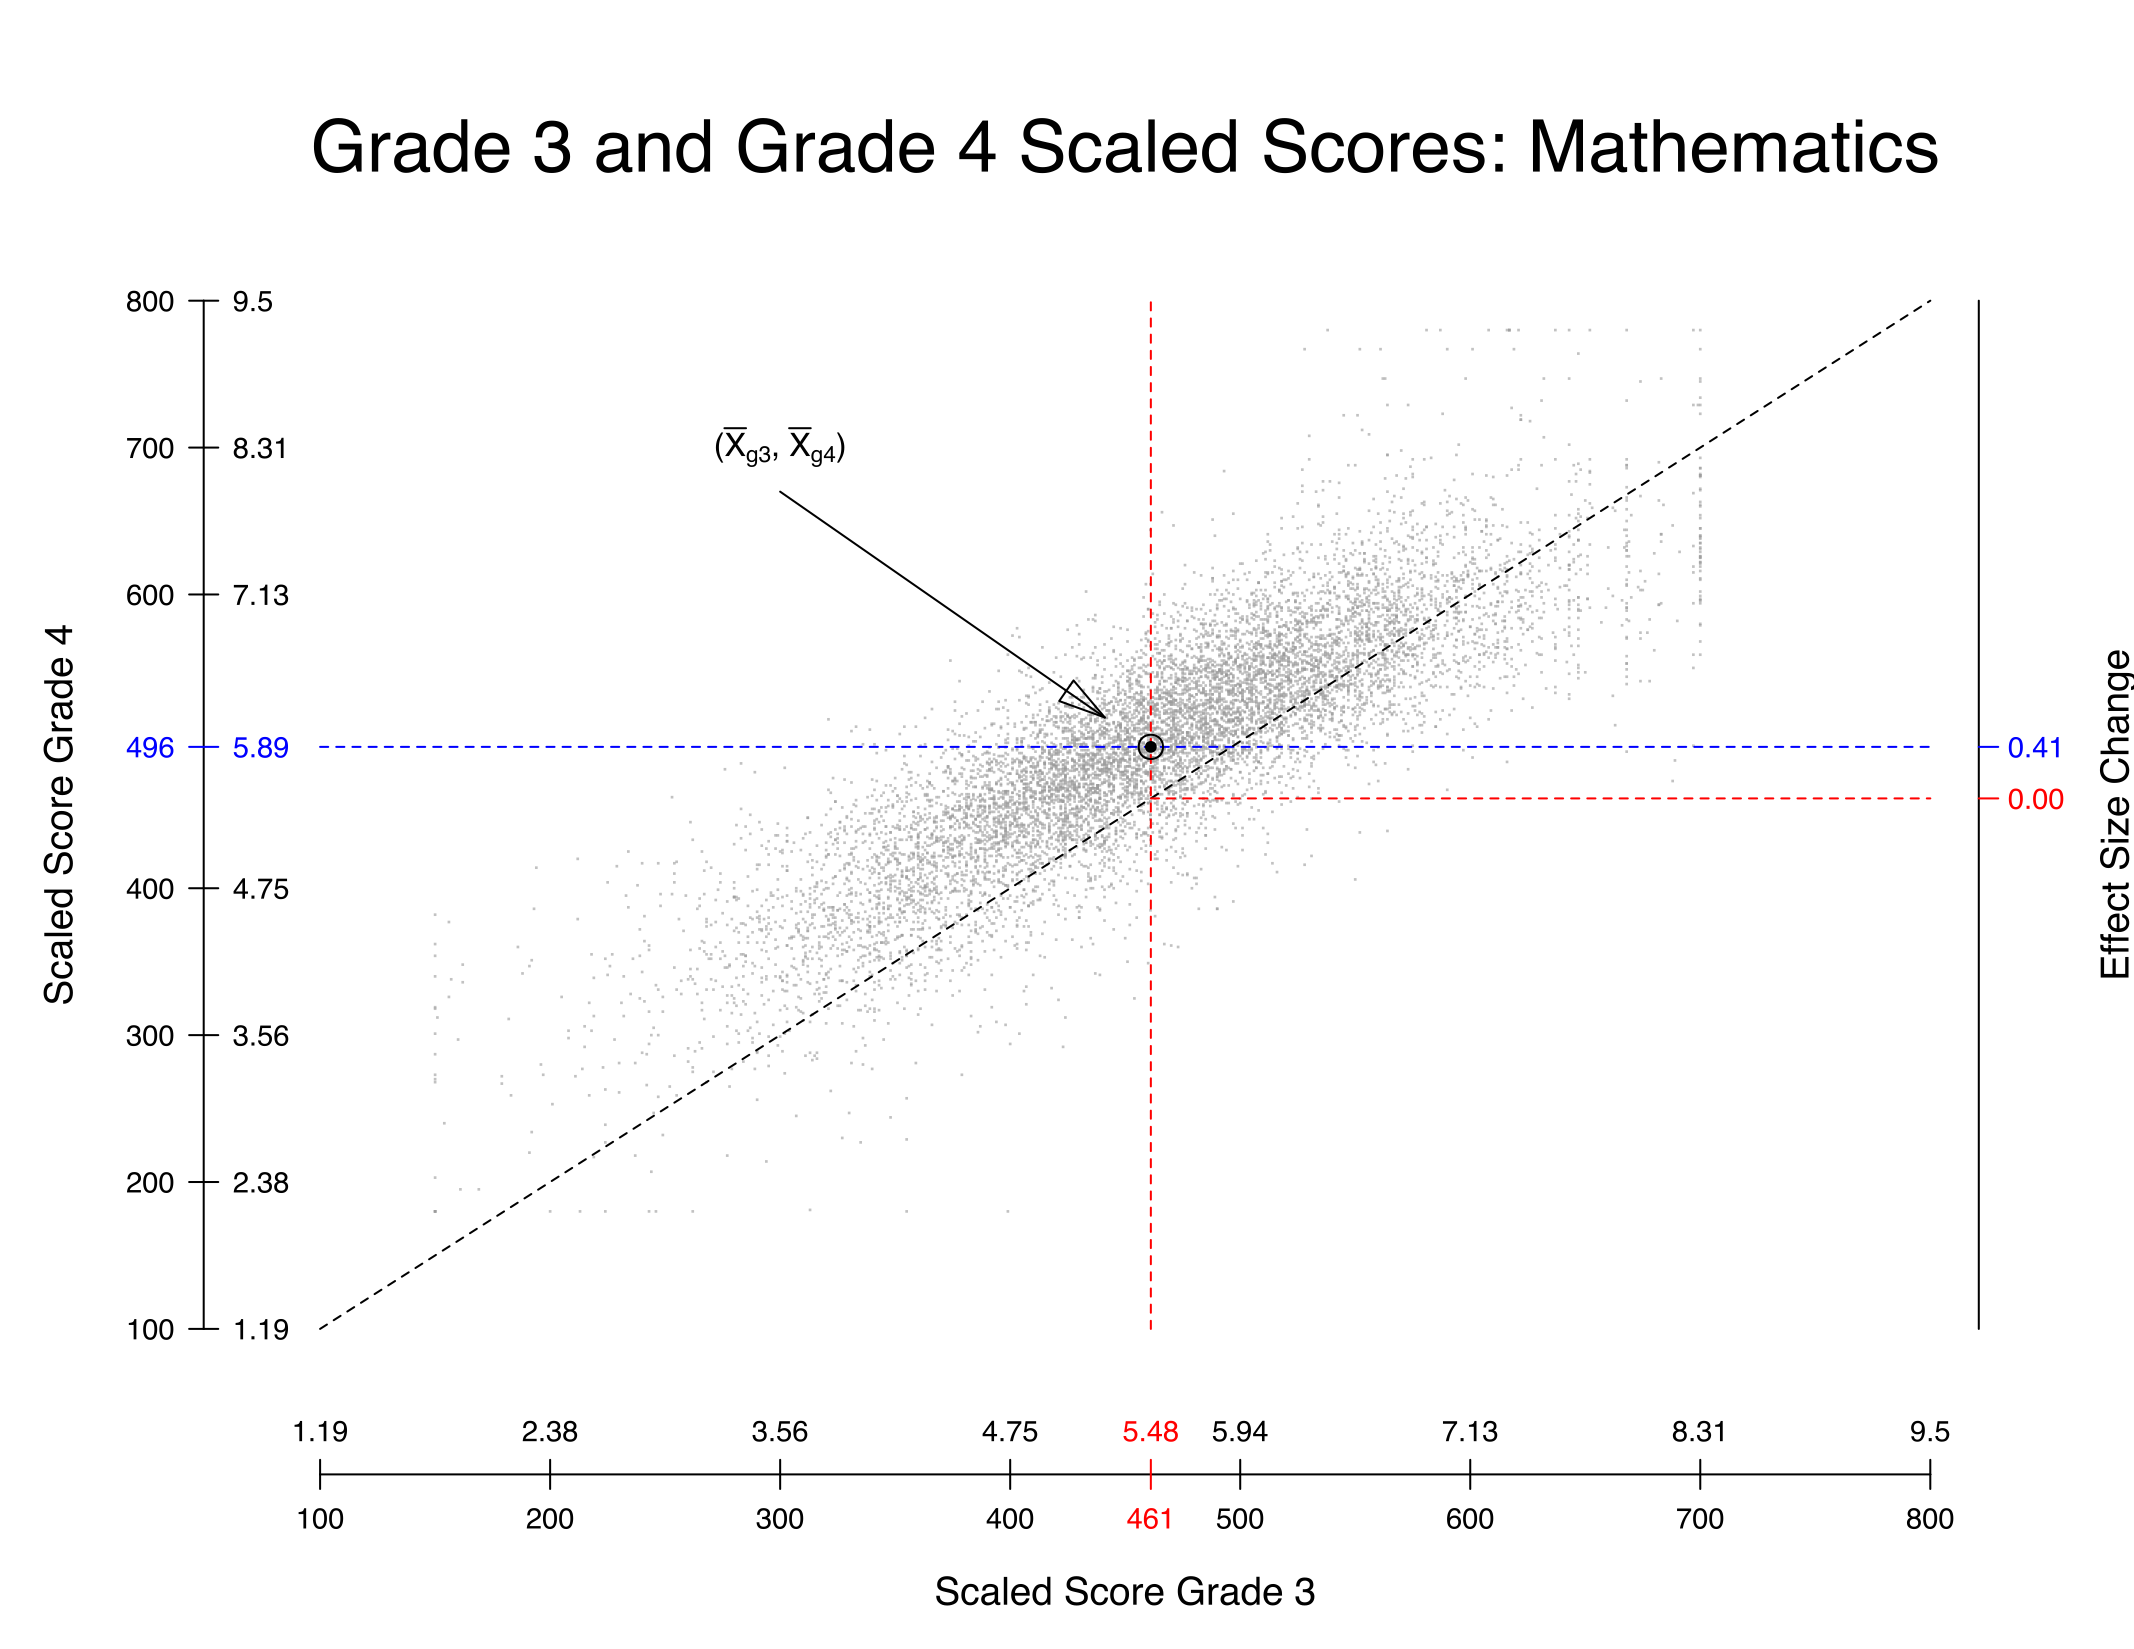 Grade 3 and Grade 4 Scaled Scores: Mathematics
800 9.5
(X̅g3, X̅g4)
700 8.31
600 7.13
496 5.89 0.41
0.00
400 4.75
300 3.56
200 2.38
100 1.19
Scaled Score Grade 4
Effect Size Change
1.19 2.38 3.56 4.75 5.48 5.94 7.13 8.31 9.5
100 200 300 400 461 500 600 700 800
Scaled Score Grade 3